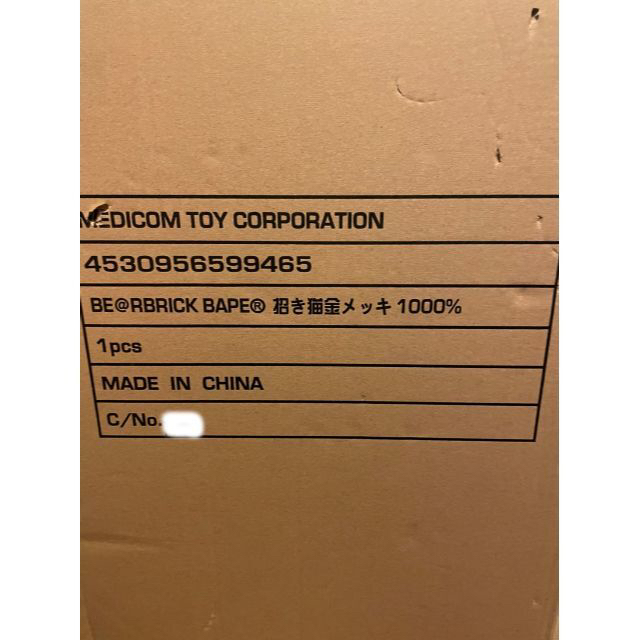 MEDICOM TOY CORPORATION
4530956599465
BE@RBRICK BAPE® 招き猫金メッキ 1000%
1pcs
MADE IN CHINA
C/No.